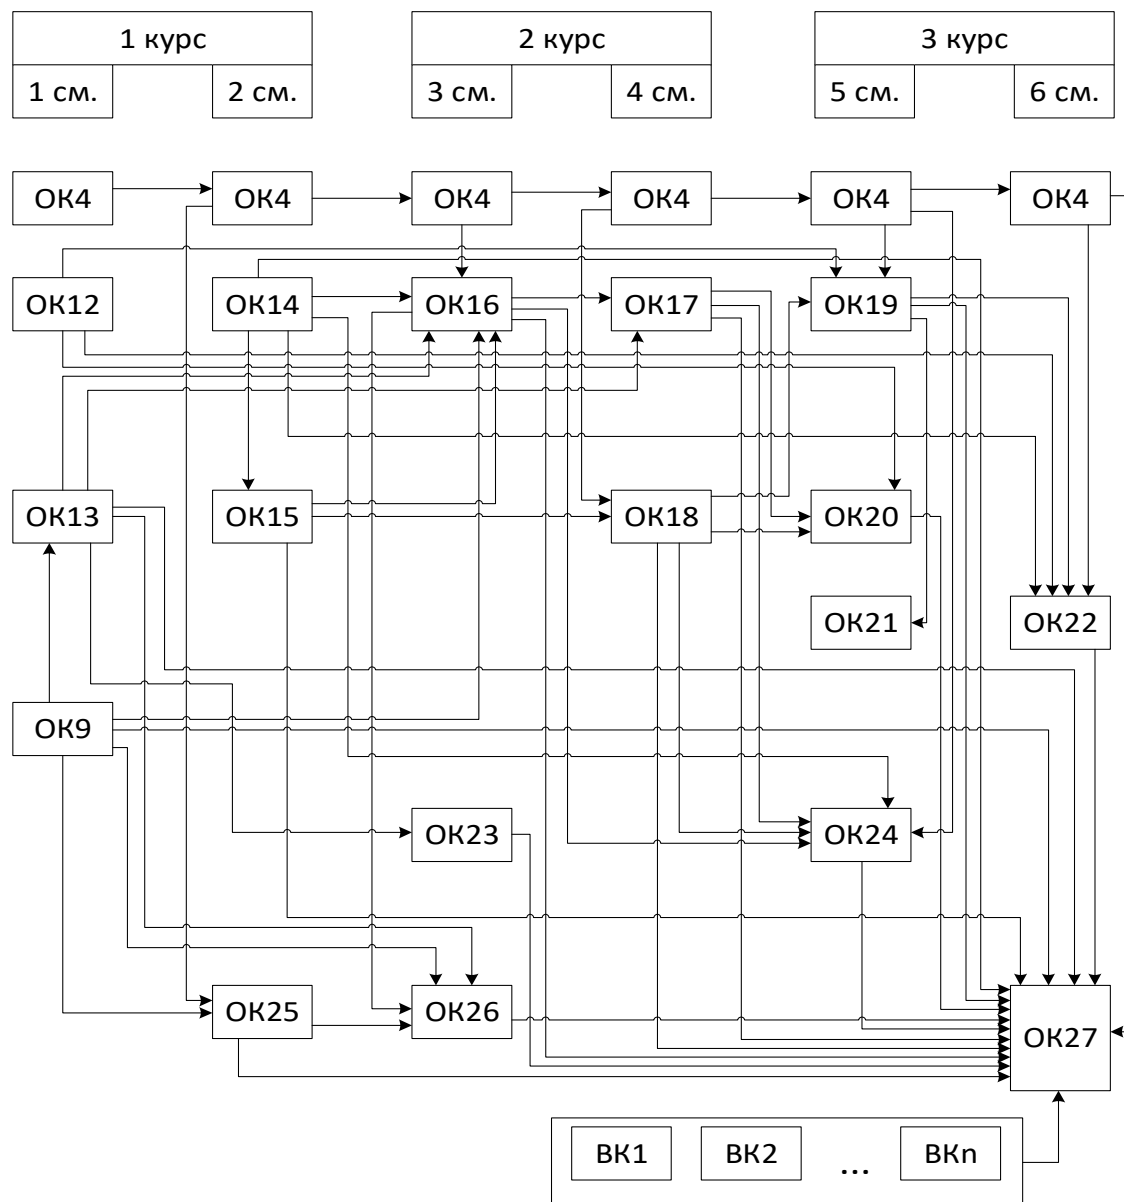 1 курс 2 курс 3 курс
1 см. 2 см. 3 см. 4 см. 5 см. 6 см.
ОК4 ОК4 ОК4 ОК4 ОК4 ОК4
ОК12 ОК14 ОК16 ОК17 ОК19
ОК13 ОК15 ОК18 ОК20
ОК21 ОК22
ОК9
ОК23 ОК24
ОК25 ОК26 ОК27
ВК1 ВК2 ... ВКn